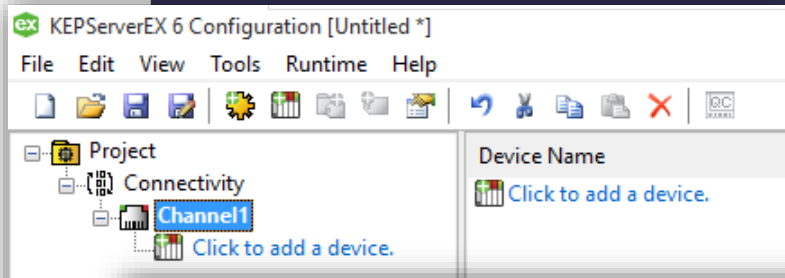 ex KEPServerEX 6 Configuration [Untitled *]
File Edit View Tools Runtime Help
QC
Project
Connectivity
Channel1
Click to add a device.
Device Name
Click to add a device.